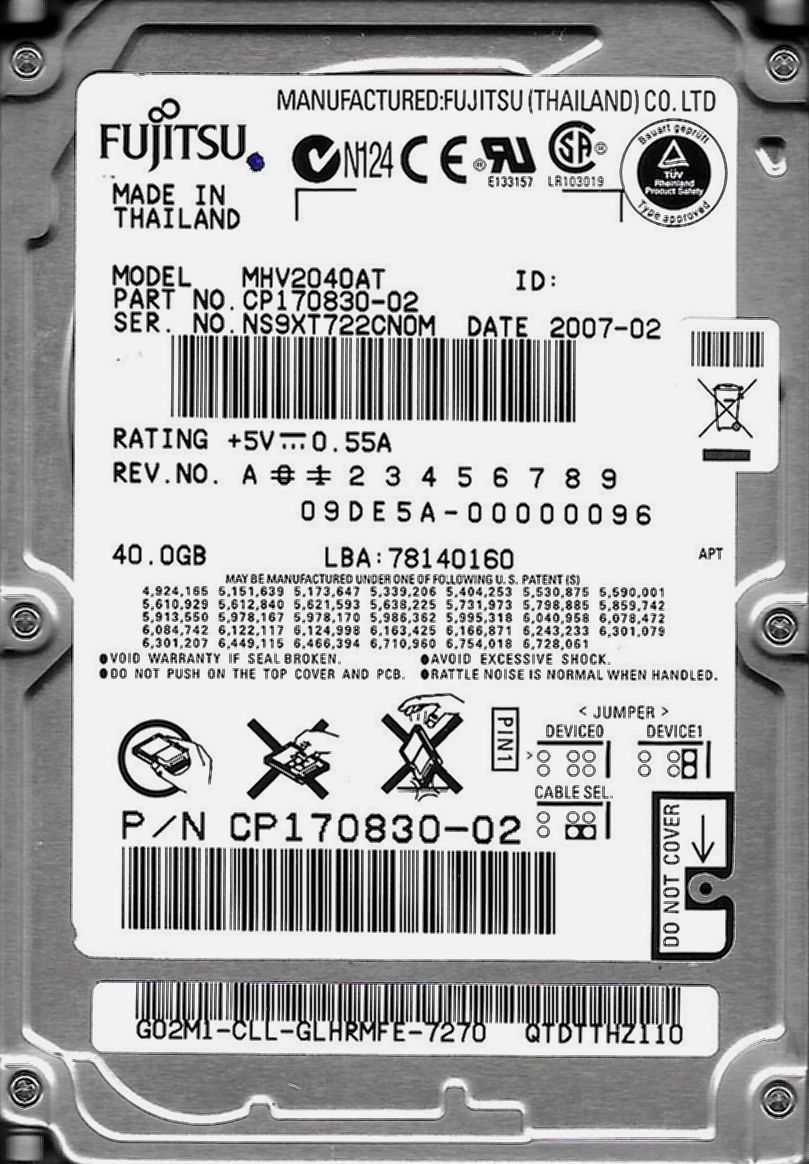 MANUFACTURED:FUJITSU (THAILAND) CO. LTD
FUJITSU
N124 CE ® RU SA ®
E133157 LR103019
Bauart geprüft
TÜV
Rheinland
Product Safety
Type approved
MADE IN
THAILAND
MODEL MHV2040AT ID:
PART NO. CP170830-02
SER. NO. NS9XT722CN0M DATE 2007-02
RATING +5V⎓0.55A
REV.NO. A 0 1 2 3 4 5 6 7 8 9
09DE5A-00000096
40.0GB LBA:78140160 APT
MAY BE MANUFACTURED UNDER ONE OF FOLLOWING U.S. PATENT (S)
4,924,165 5,151,639 5,173,647 5,339,206 5,404,253 5,530,875 5,590,001
5,610,929 5,612,840 5,621,593 5,638,225 5,731,973 5,798,885 5,859,742
5,913,550 5,978,167 5,978,170 5,986,362 5,995,318 6,040,958 6,078,472
6,084,742 6,122,117 6,124,998 6,163,425 6,166,871 6,243,233 6,301,079
6,301,207 6,449,115 6,466,394 6,710,960 6,754,018 6,728,061
●VOID WARRANTY IF SEAL BROKEN. ●AVOID EXCESSIVE SHOCK.
●DO NOT PUSH ON THE TOP COVER AND PCB. ●RATTLE NOISE IS NORMAL WHEN HANDLED.
< JUMPER >
PIN1
DEVICE0 DEVICE1
CABLE SEL.
P/N CP170830-02
DO NOT COVER
G02M1-CLL-GLHRMFE-7270 QTDTTHZ110